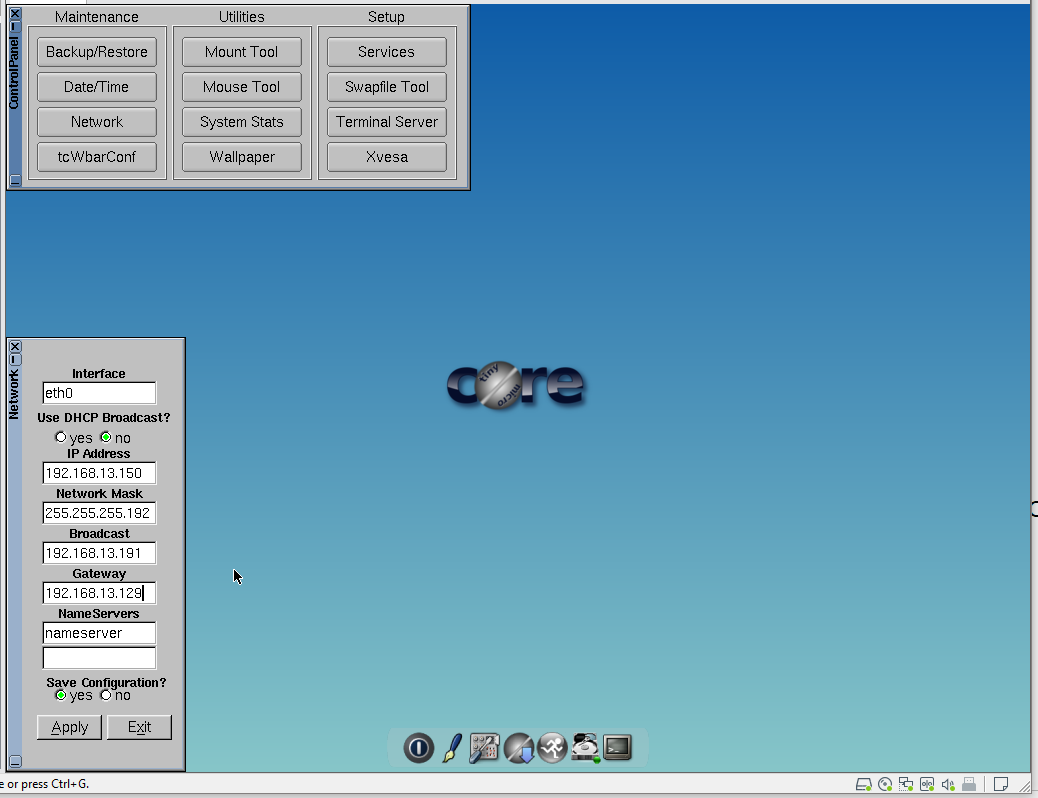 ControlPanel
Maintenance Utilities Setup
Backup/Restore Mount Tool Services
Date/Time Mouse Tool Swapfile Tool
Network System Stats Terminal Server
tcWbarConf Wallpaper Xvesa
Network
Interface
eth0
Use DHCP Broadcast?
yes no
IP Address
192.168.13.150
Network Mask
255.255.255.192
Broadcast
192.168.13.191
Gateway
192.168.13.129
NameServers
nameserver
Save Configuration?
yes no
Apply Exit
core
tiny
micro
e or press Ctrl+G.